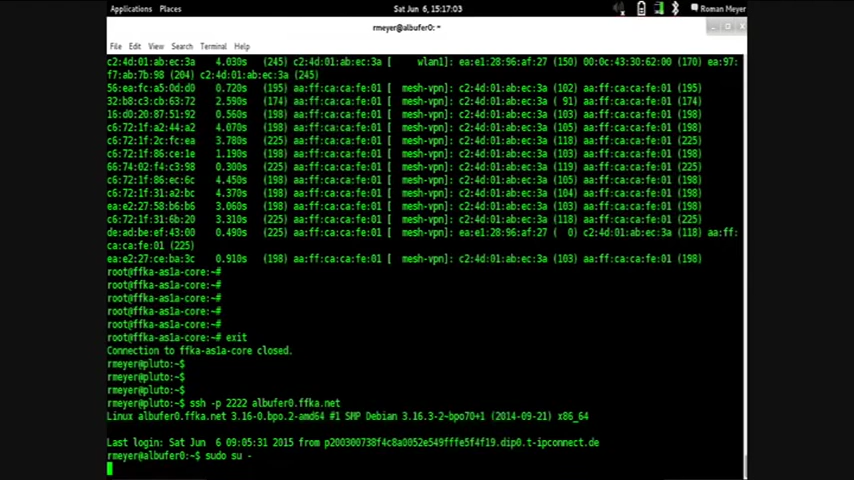 Applications Places Sat Jun 6, 15:17:03 Roman Meyer
rmeyer@albufer0: ~
File Edit View Search Terminal Help
c2:4d:01:ab:ec:3a 4.030s (245) c2:4d:01:ab:ec:3a [ wlan1]: ea:e1:28:96:af:27 (150) 00:0c:43:30:62:00 (170) ea:97:
f7:ab:7b:98 (204) c2:4d:01:ab:ec:3a (245)
56:ea:fc:a5:0d:d0 0.720s (195) aa:ff:ca:ca:fe:01 [ mesh-vpn]: c2:4d:01:ab:ec:3a (102) aa:ff:ca:ca:fe:01 (195)
32:b8:c3:cb:63:72 2.590s (174) aa:ff:ca:ca:fe:01 [ mesh-vpn]: c2:4d:01:ab:ec:3a ( 91) aa:ff:ca:ca:fe:01 (174)
16:d0:20:87:51:92 0.560s (198) aa:ff:ca:ca:fe:01 [ mesh-vpn]: c2:4d:01:ab:ec:3a (103) aa:ff:ca:ca:fe:01 (198)
c6:72:1f:a2:44:a2 4.070s (198) aa:ff:ca:ca:fe:01 [ mesh-vpn]: c2:4d:01:ab:ec:3a (105) aa:ff:ca:ca:fe:01 (198)
c6:72:1f:2c:fc:ea 3.780s (225) aa:ff:ca:ca:fe:01 [ mesh-vpn]: c2:4d:01:ab:ec:3a (118) aa:ff:ca:ca:fe:01 (225)
c6:72:1f:86:ce:1e 1.190s (198) aa:ff:ca:ca:fe:01 [ mesh-vpn]: c2:4d:01:ab:ec:3a (103) aa:ff:ca:ca:fe:01 (198)
66:74:02:f4:c3:98 0.300s (225) aa:ff:ca:ca:fe:01 [ mesh-vpn]: c2:4d:01:ab:ec:3a (119) aa:ff:ca:ca:fe:01 (225)
c6:72:1f:86:ec:6c 4.450s (198) aa:ff:ca:ca:fe:01 [ mesh-vpn]: c2:4d:01:ab:ec:3a (105) aa:ff:ca:ca:fe:01 (198)
c6:72:1f:31:a2:bc 4.370s (198) aa:ff:ca:ca:fe:01 [ mesh-vpn]: c2:4d:01:ab:ec:3a (104) aa:ff:ca:ca:fe:01 (198)
ea:e2:27:58:b6:b6 3.060s (198) aa:ff:ca:ca:fe:01 [ mesh-vpn]: c2:4d:01:ab:ec:3a (103) aa:ff:ca:ca:fe:01 (198)
c6:72:1f:31:6b:20 3.310s (225) aa:ff:ca:ca:fe:01 [ mesh-vpn]: c2:4d:01:ab:ec:3a (118) aa:ff:ca:ca:fe:01 (225)
de:ad:be:ef:43:00 0.490s (225) aa:ff:ca:ca:fe:01 [ mesh-vpn]: ea:e1:28:96:af:27 ( 0) c2:4d:01:ab:ec:3a (118) aa:ff:
ca:ca:fe:01 (225)
ea:e2:27:ce:ba:3c 0.910s (198) aa:ff:ca:ca:fe:01 [ mesh-vpn]: c2:4d:01:ab:ec:3a (103) aa:ff:ca:ca:fe:01 (198)
root@ffka-as1a-core:~#
root@ffka-as1a-core:~#
root@ffka-as1a-core:~#
root@ffka-as1a-core:~#
root@ffka-as1a-core:~#
root@ffka-as1a-core:~# exit
Connection to ffka-as1a-core closed.
rmeyer@pluto:~$
rmeyer@pluto:~$
rmeyer@pluto:~$
rmeyer@pluto:~$ ssh -p 2222 albufer0.ffka.net
Linux albufer0.ffka.net 3.16-0.bpo.2-amd64 #1 SMP Debian 3.16.3-2~bpo70+1 (2014-09-21) x86_64
Last login: Sat Jun 6 09:05:31 2015 from p200300738f4c8a0052e549fffe5f4f19.dip0.t-ipconnect.de
rmeyer@albufer0:~$ sudo su -